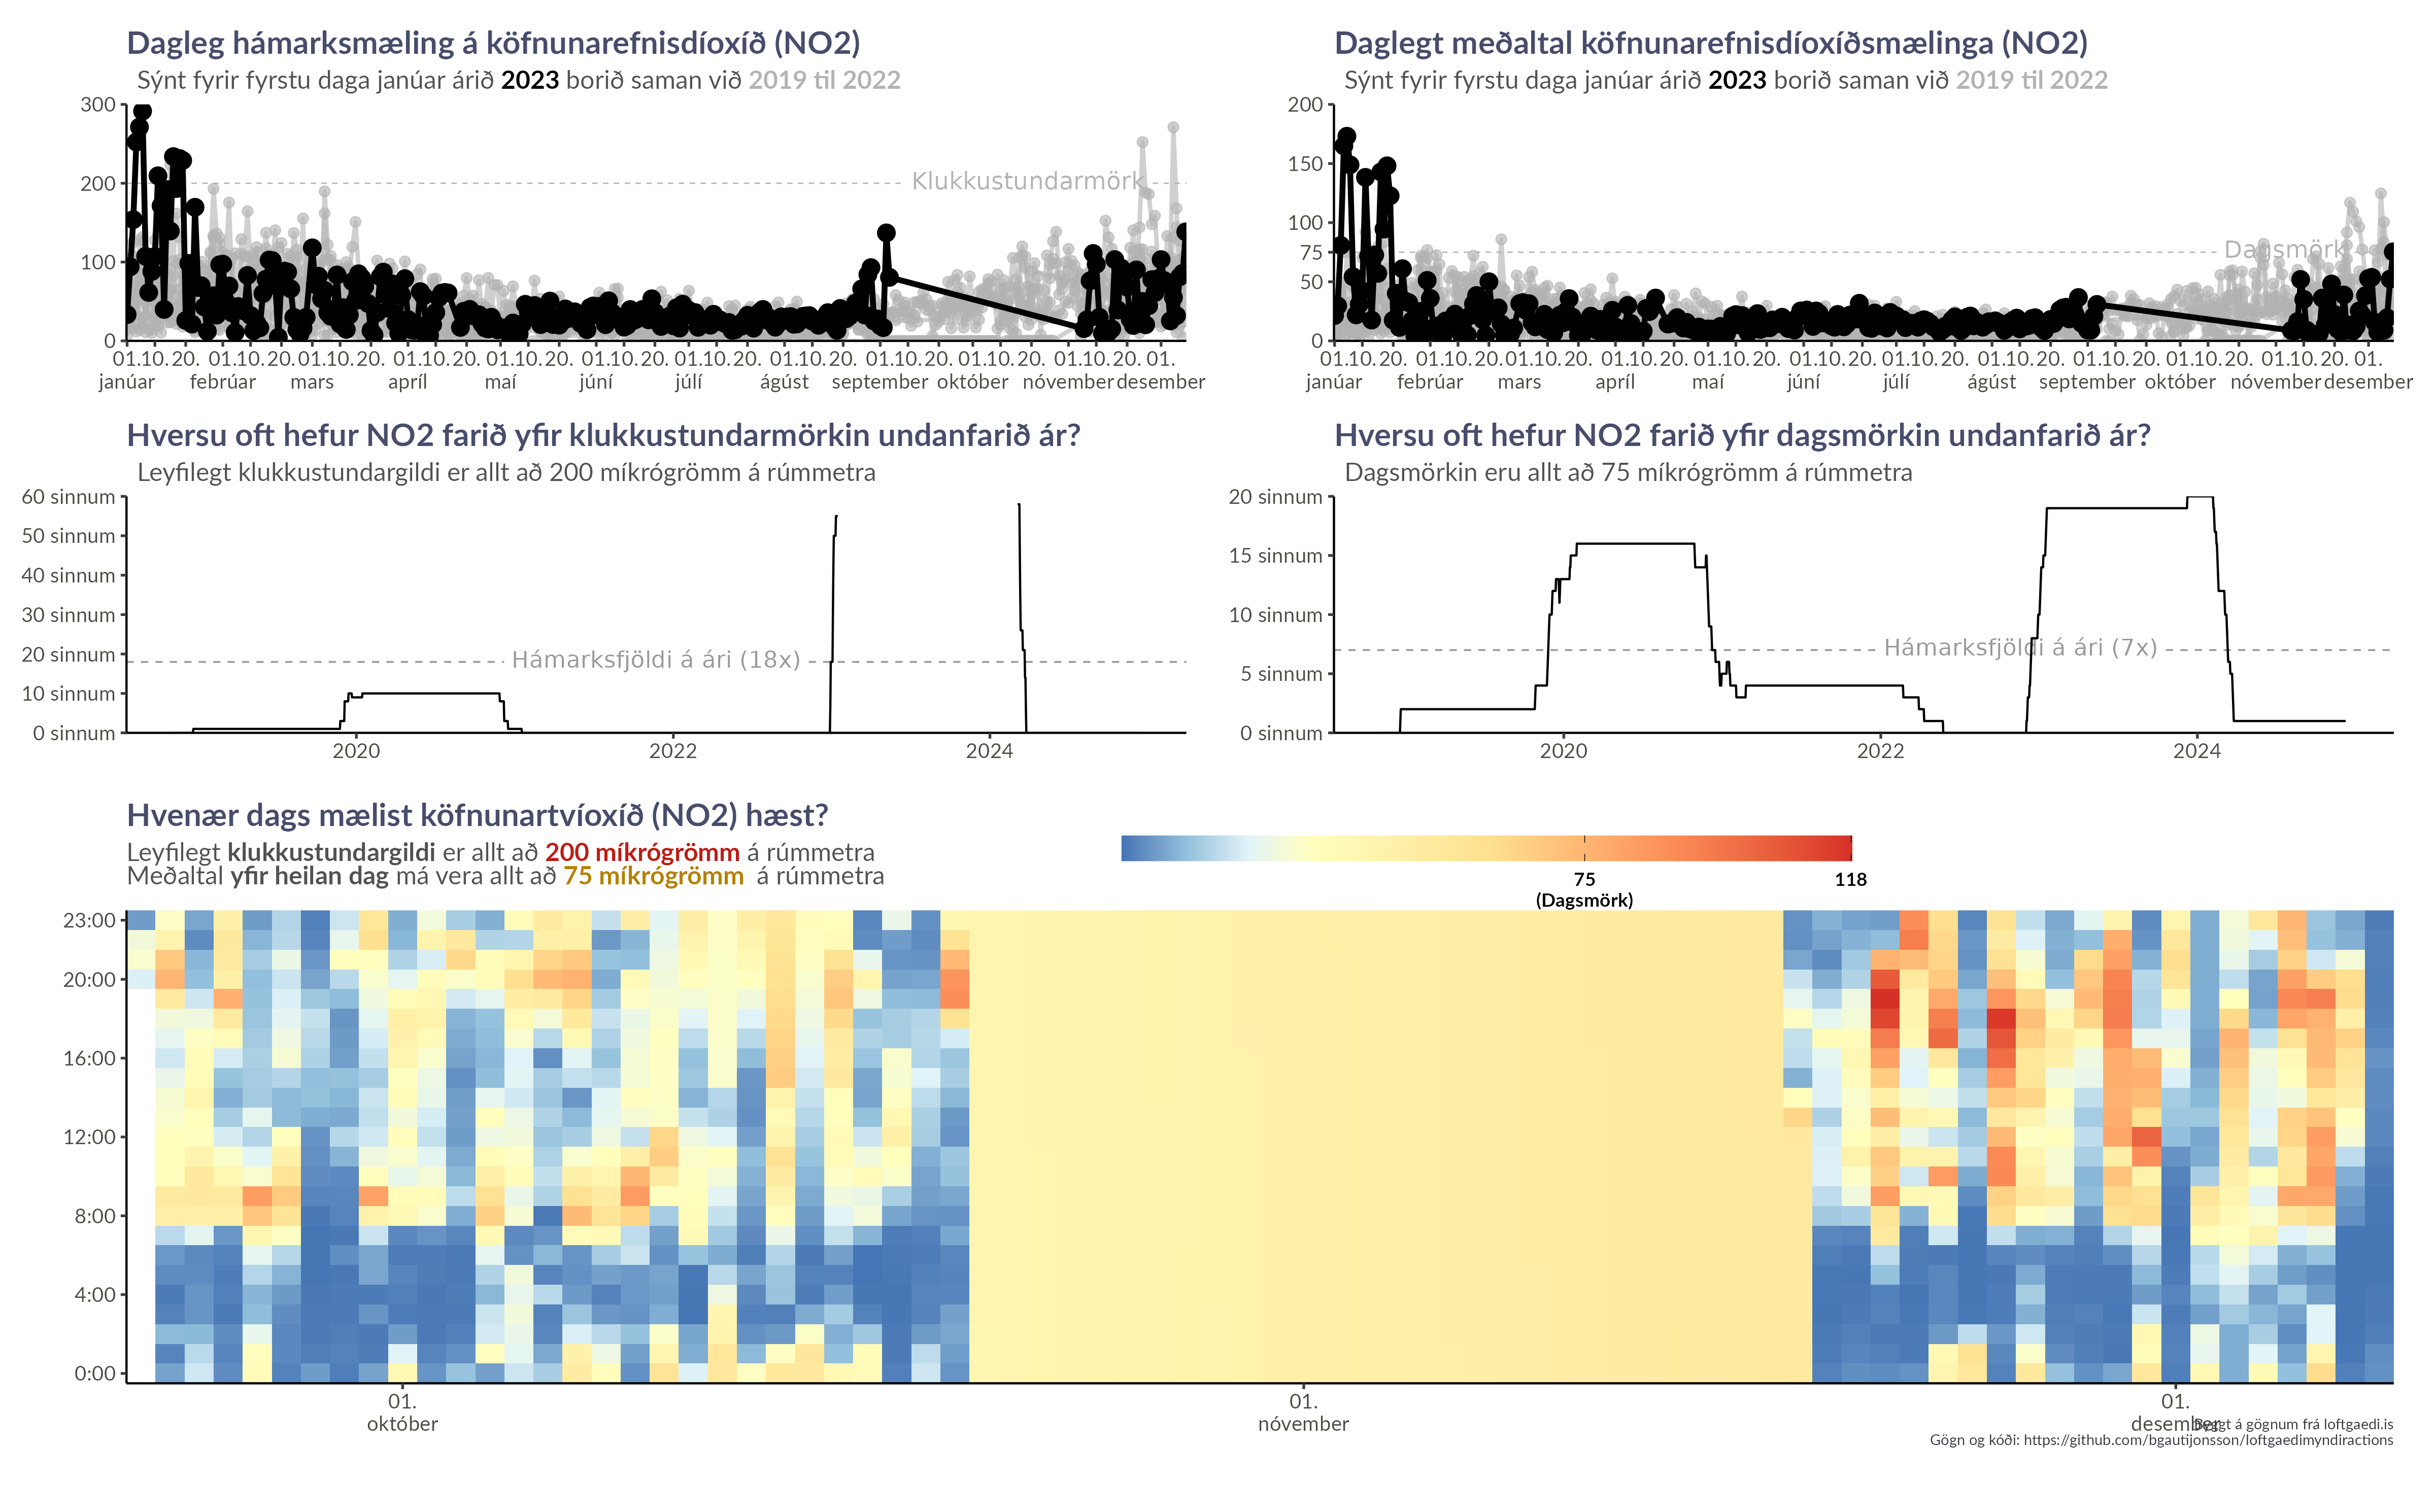 Dagleg hámarksmæling á köfnunarefnisdíoxíð (NO2)
Sýnt fyrir fyrstu daga janúar árið 2023 borið saman við 2019 til 2022
300
200
100
0
Klukkustundarmörk
01.10.20. 01.10.20. 01.10.20. 01.10.20. 01.10.20. 01.10.20. 01.10.20. 01.10.20. 01.10.20. 01.10.20. 01.10.20. 01.
janúar febrúar mars apríl maí júní júlí ágúst september október nóvember desember
Daglegt meðaltal köfnunarefnisdíoxíðsmælinga (NO2)
Sýnt fyrir fyrstu daga janúar árið 2023 borið saman við 2019 til 2022
200
150
100
75
50
0
Dagsmörk
01.10.20. 01.10.20. 01.10.20. 01.10.20. 01.10.20. 01.10.20. 01.10.20. 01.10.20. 01.10.20. 01.10.20. 01.10.20. 01.
janúar febrúar mars apríl maí júní júlí ágúst september október nóvember desember
Hversu oft hefur NO2 farið yfir klukkustundarmörkin undanfarið ár?
Leyfilegt klukkustundargildi er allt að 200 míkrógrömm á rúmmetra
60 sinnum
50 sinnum
40 sinnum
30 sinnum
20 sinnum
10 sinnum
0 sinnum
Hámarksfjöldi á ári (18x)
2020 2022 2024
Hversu oft hefur NO2 farið yfir dagsmörkin undanfarið ár?
Dagsmörkin eru allt að 75 míkrógrömm á rúmmetra
20 sinnum
15 sinnum
10 sinnum
5 sinnum
0 sinnum
Hámarksfjöldi á ári (7x)
2020 2022 2024
Hvenær dags mælist köfnunartvíoxíð (NO2) hæst?
Leyfilegt klukkustundargildi er allt að 200 míkrógrömm á rúmmetra
Meðaltal yfir heilan dag má vera allt að 75 míkrógrömm á rúmmetra
75 118
(Dagsmörk)
23:00
20:00
16:00
12:00
8:00
4:00
0:00
01. 01. 01.
október nóvember desember
Byggt á gögnum frá loftgaedi.is
Gögn og kóði: https://github.com/bgautijonsson/loftgaedimyndiractions